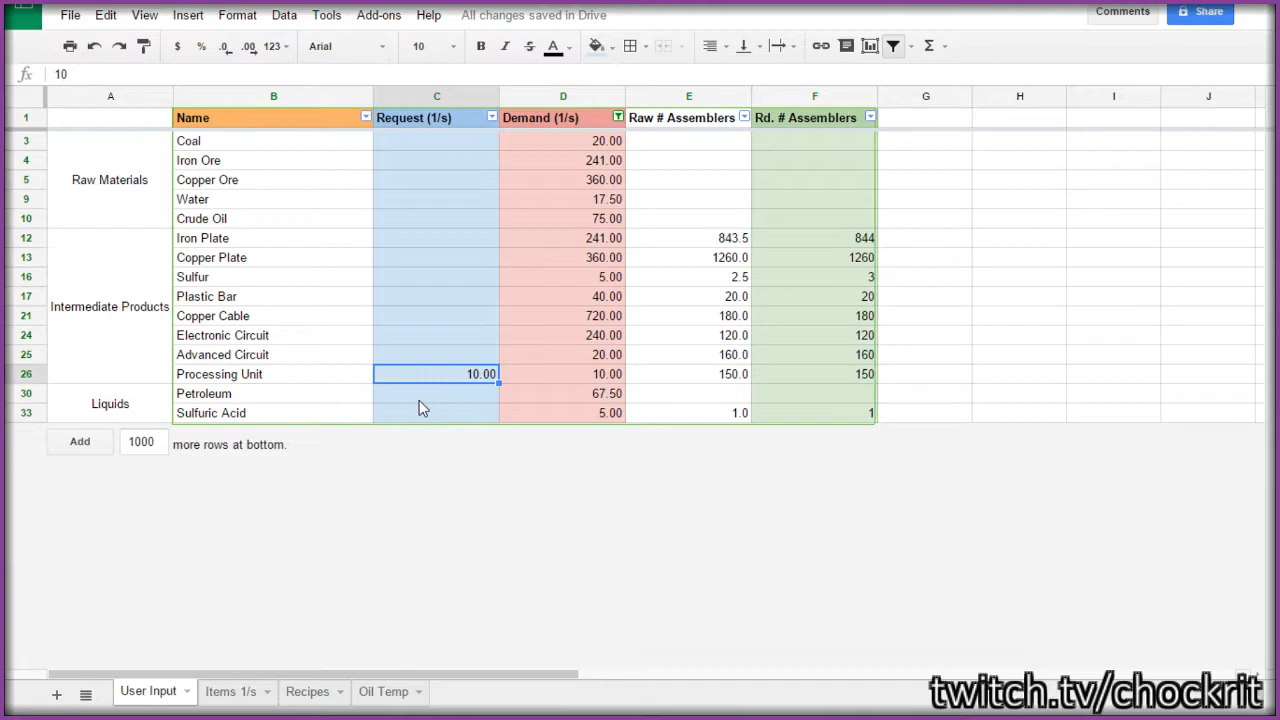 File Edit View Insert Format Data Tools Add-ons Help All changes saved in Drive Comments Share
$ % .0 .00 123 Arial 10 B I S A Σ
fx 10
A B C D E F G H I J
1 Name Request (1/s) Demand (1/s) Raw # Assemblers Rd. # Assemblers
3 Coal 20.00
4 Iron Ore 241.00
5 Raw Materials Copper Ore 360.00
9 Water 17.50
10 Crude Oil 75.00
12 Iron Plate 241.00 843.5 844
13 Copper Plate 360.00 1260.0 1260
16 Sulfur 5.00 2.5 3
17 Intermediate Products Plastic Bar 40.00 20.0 20
21 Copper Cable 720.00 180.0 180
24 Electronic Circuit 240.00 120.0 120
25 Advanced Circuit 20.00 160.0 160
26 Processing Unit 10.00 10.00 150.0 150
30 Liquids Petroleum 67.50
33 Sulfuric Acid 5.00 1.0 1
Add 1000 more rows at bottom.
+ User Input Items 1/s Recipes Oil Temp
twitch.tv/chockrit